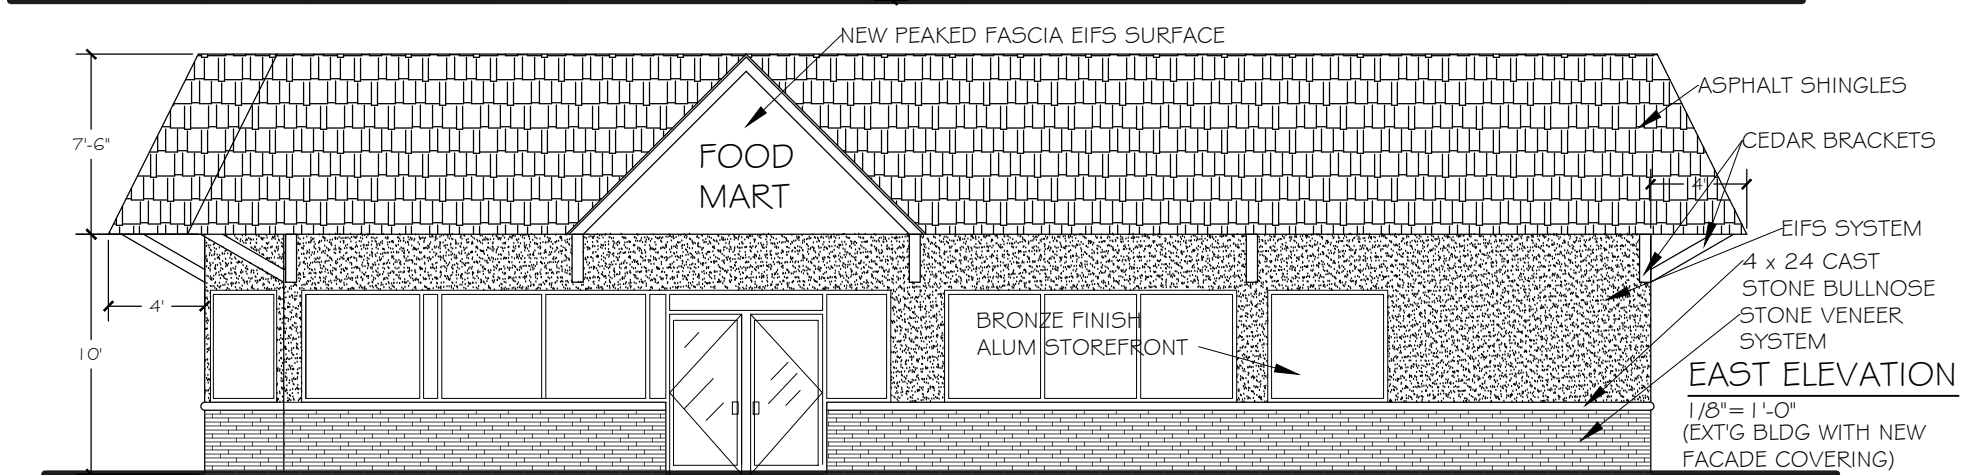 NEW PEAKED FASCIA EIFS SURFACE
ASPHALT SHINGLES
7'-6"
CEDAR BRACKETS
FOOD
MART
4'
EIFS SYSTEM
4 x 24 CAST
STONE BULLNOSE
4'
BRONZE FINISH
ALUM STOREFRONT
STONE VENEER
SYSTEM
10'
EAST ELEVATION
1/8"= 1'-0"
(EXT'G BLDG WITH NEW
FACADE COVERING)